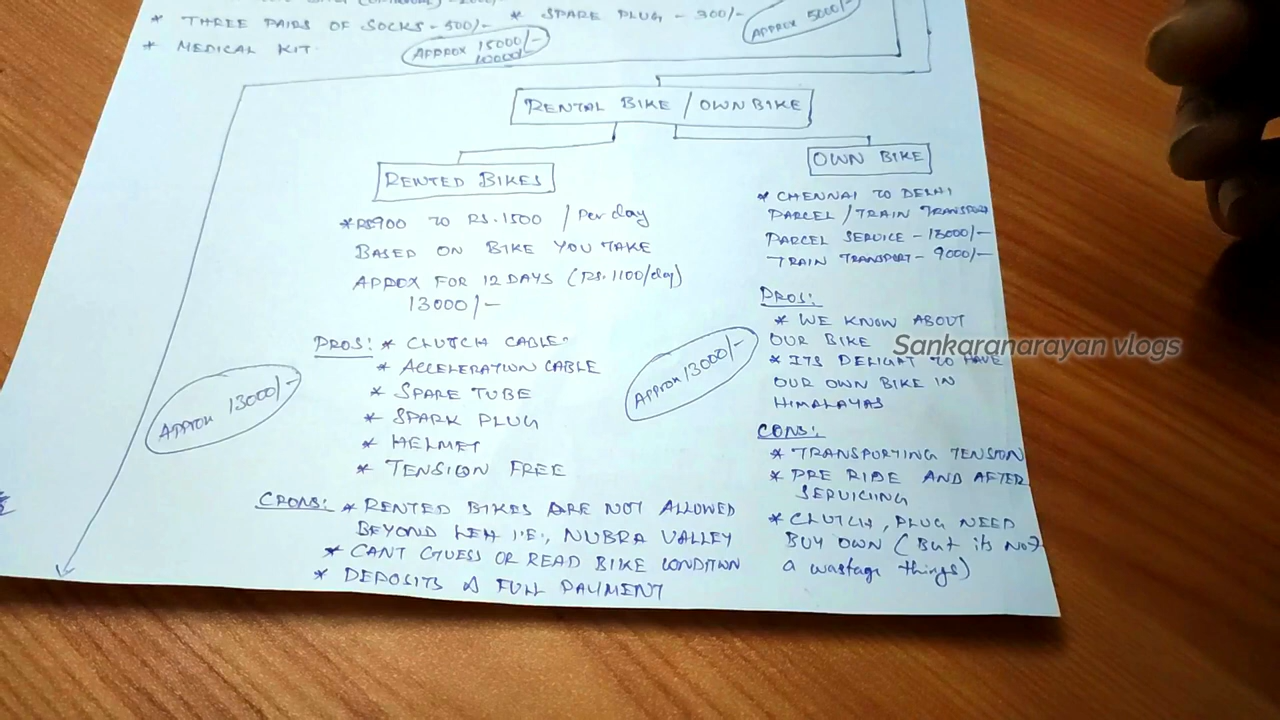 * THREE PAIRS OF SOCKS - 500/-
* MEDICAL KIT
* SPARE PLUG - 300/-
APPROX 15000/-
10000/-
APPROX 5000/-
RENTAL BIKE / OWN BIKE
RENTED BIKES
* RS900 TO RS.1500 / Per day
BASED ON BIKE YOU TAKE
APPOX FOR 12 DAYS (RS.1100/day)
13000/-
PROS: * CLUTCH CABLE.
* ACCELERATION CABLE
* SPARE TUBE
* SPARK PLUG
* HELMET
* TENSION FREE
APPROX 13000/-
CRONS: * RENTED BIKES ARE NOT ALLOWED
BEYOND LEH I.E., NUBRA VALLEY
* CANT GUESS OR READ BIKE CONDITION
* DEPOSITS & FULL PAYMENT
OWN BIKE
* CHENNAI TO DELHI
PARCEL / TRAIN TRANSPORT
PARCEL SERVICE - 13000/-
TRAIN TRANSPORT - 9000/-
PROS:
* WE KNOW ABOUT
OUR BIKE
* ITS DELIGHT TO HAVE
OUR OWN BIKE IN
HIMALAYAS
APPROX 13000/-
CONS:
* TRANSPORTING TENSION
* PRE RIDE AND AFTER
SERVICING
* CLUTCH, PLUG NEED
BUY OWN (But its not
a wastage things)
Sankaranarayan vlogs